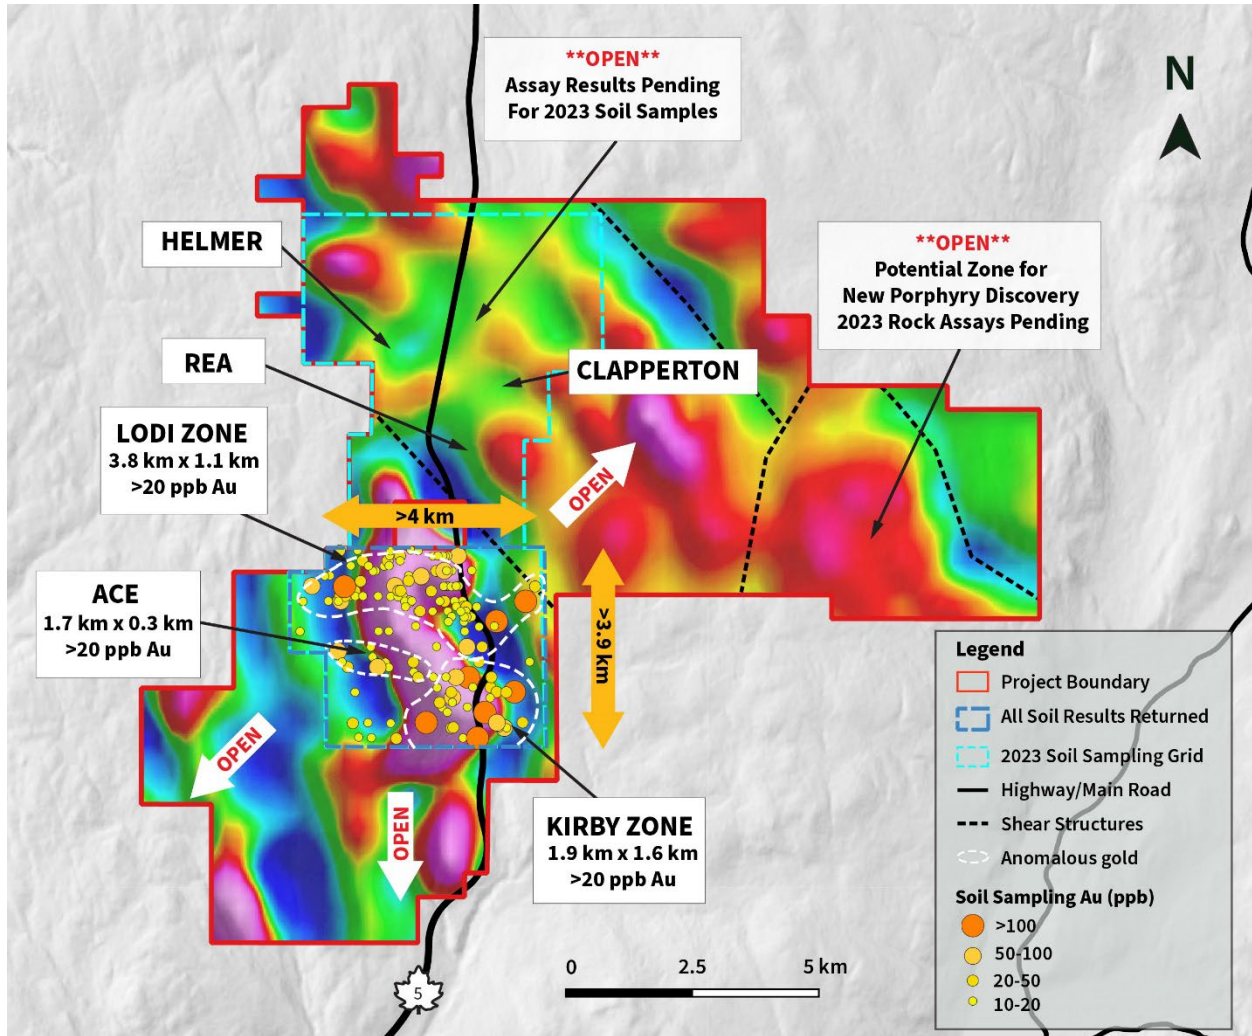 **OPEN**
Assay Results Pending
For 2023 Soil Samples
N
HELMER
**OPEN**
Potential Zone for
New Porphyry Discovery
2023 Rock Assays Pending
REA
CLAPPERTON
LODI ZONE
3.8 km x 1.1 km
>20 ppb Au
OPEN
>4 km
ACE
1.7 km x 0.3 km
>20 ppb Au
>3.9 km
OPEN
OPEN
KIRBY ZONE
1.9 km x 1.6 km
>20 ppb Au
Legend
Project Boundary
All Soil Results Returned
2023 Soil Sampling Grid
Highway/Main Road
Shear Structures
Anomalous gold
Soil Sampling Au (ppb)
>100
50-100
20-50
10-20
0 2.5 5 km
5